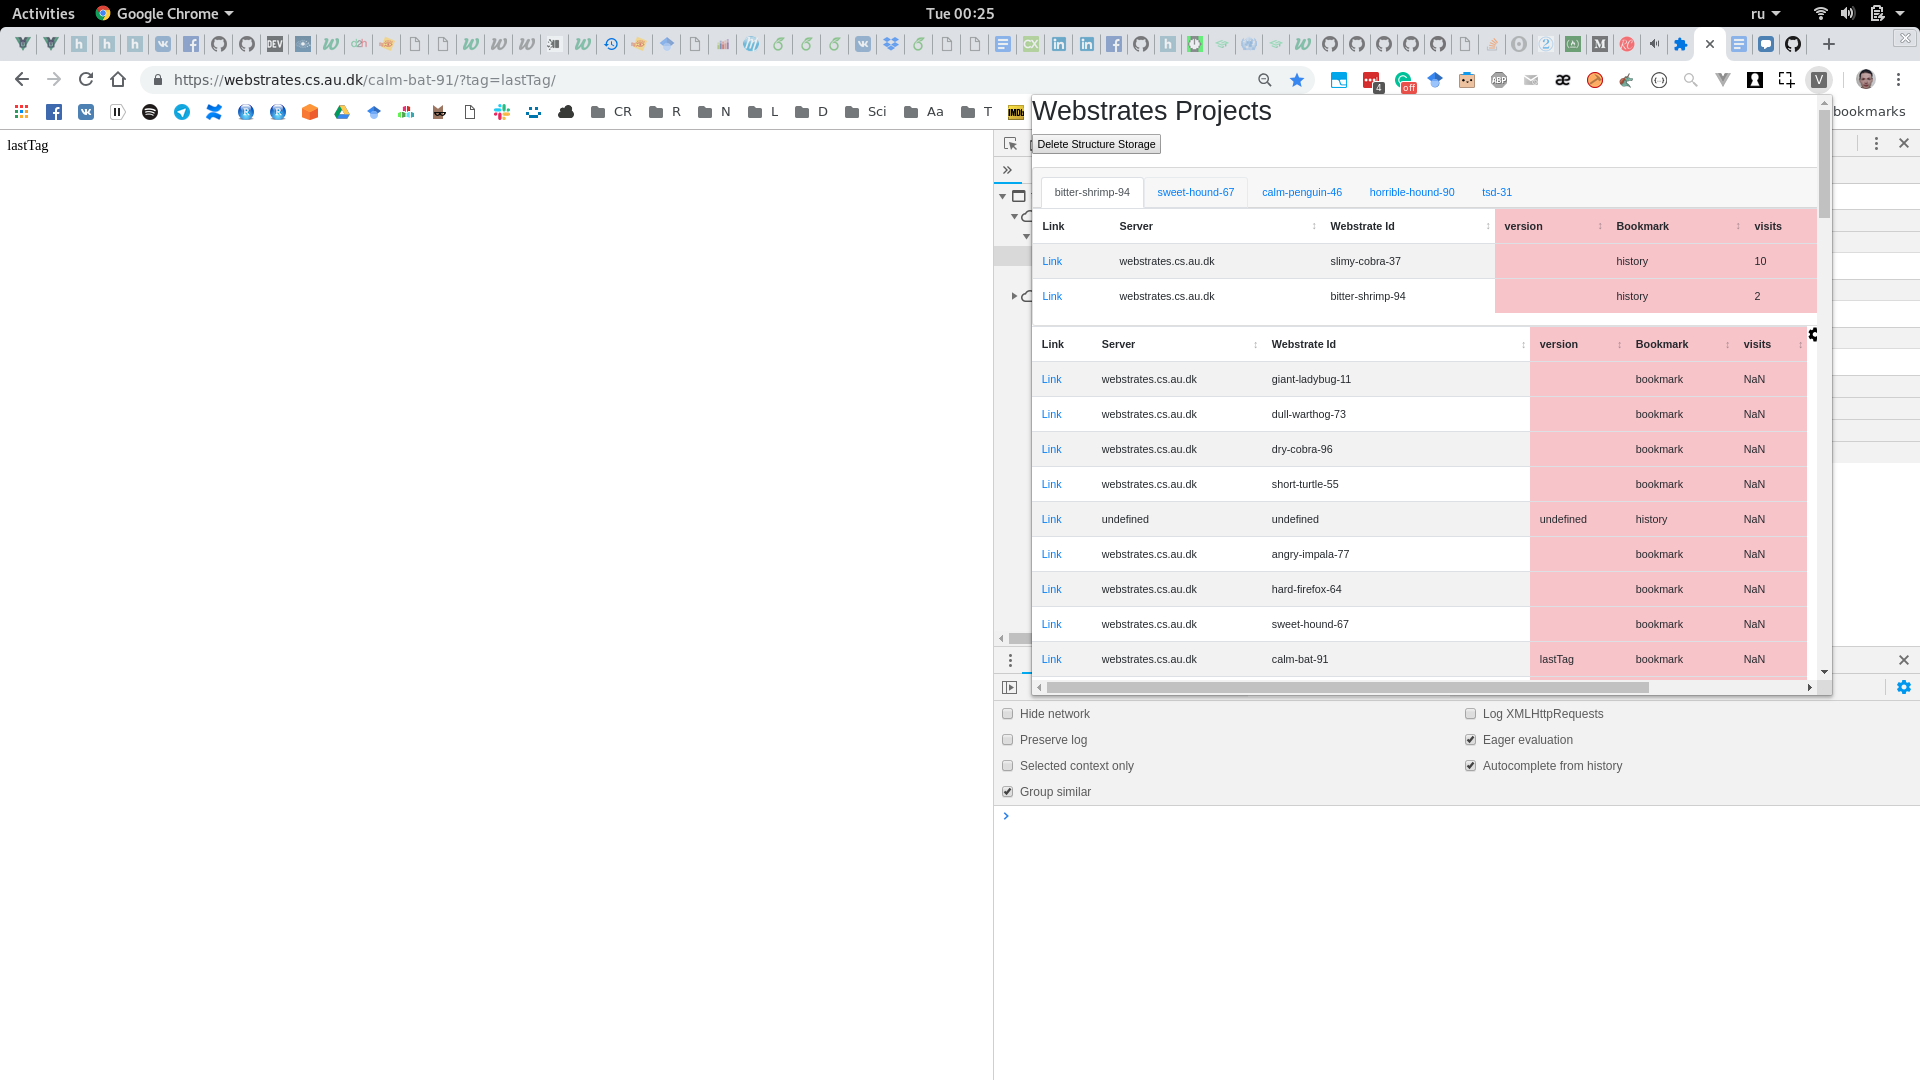 Activities Google Chrome Tue 00:25 ru
https://webstrates.cs.au.dk/calm-bat-91/?tag=lastTag/
CR R N L D Sci Aa T bookmarks
lastTag
Webstrates Projects
Delete Structure Storage
bitter-shrimp-94 sweet-hound-67 calm-penguin-46 horrible-hound-90 tsd-31
Link Server Webstrate Id version Bookmark visits
Link webstrates.cs.au.dk slimy-cobra-37 history 10
Link webstrates.cs.au.dk bitter-shrimp-94 history 2
Link Server Webstrate Id version Bookmark visits
Link webstrates.cs.au.dk giant-ladybug-11 bookmark NaN
Link webstrates.cs.au.dk dull-warthog-73 bookmark NaN
Link webstrates.cs.au.dk dry-cobra-96 bookmark NaN
Link webstrates.cs.au.dk short-turtle-55 bookmark NaN
Link undefined undefined undefined history NaN
Link webstrates.cs.au.dk angry-impala-77 bookmark NaN
Link webstrates.cs.au.dk hard-firefox-64 bookmark NaN
Link webstrates.cs.au.dk sweet-hound-67 bookmark NaN
Link webstrates.cs.au.dk calm-bat-91 lastTag bookmark NaN
Hide network Log XMLHttpRequests
Preserve log Eager evaluation
Selected context only Autocomplete from history
Group similar